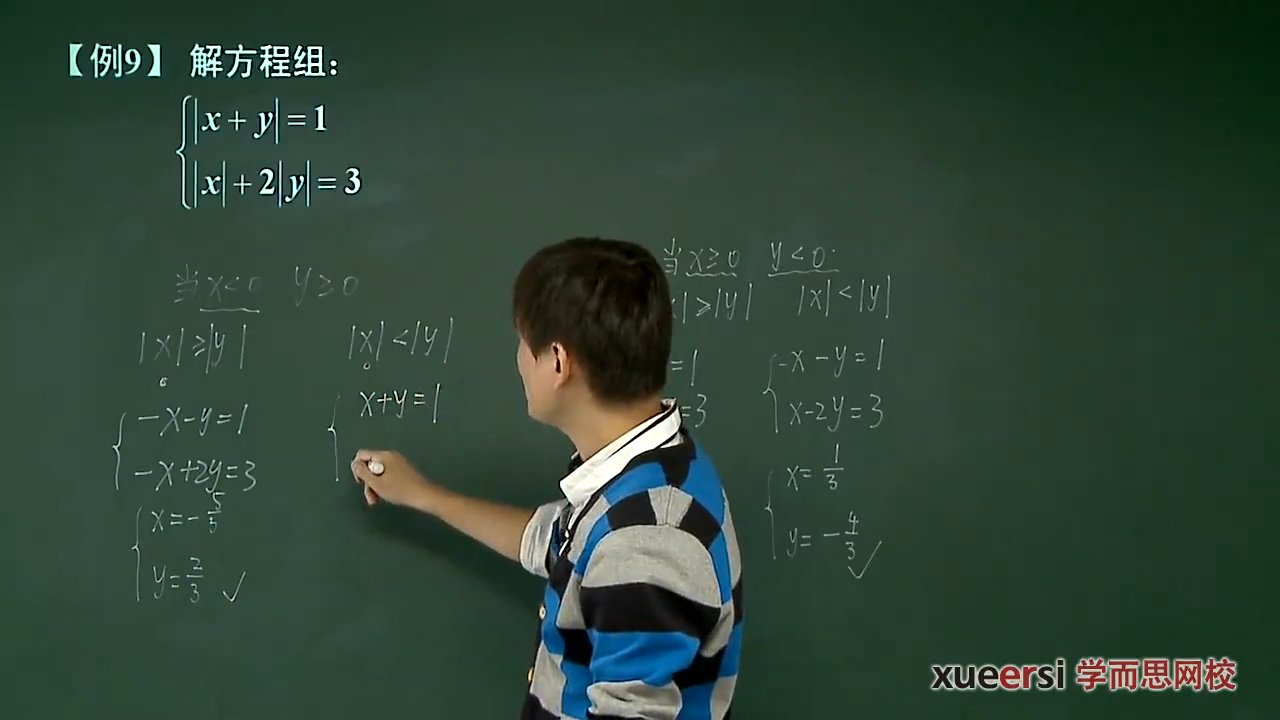 【例9】 解方程组:
|x+y|=1
|x|+2|y|=3
当x<0 y≥0
|x|≥|y| |x|<|y|
-x-y=1
-x+2y=3
x=-5/3
y=2/3 ✓
x+y=1
当x≥0 y<0
x|≥|y| |x|<|y|
=1
=3
-x-y=1
x-2y=3
x=1/3
y=-4/3 ✓
xueersi 学而思网校